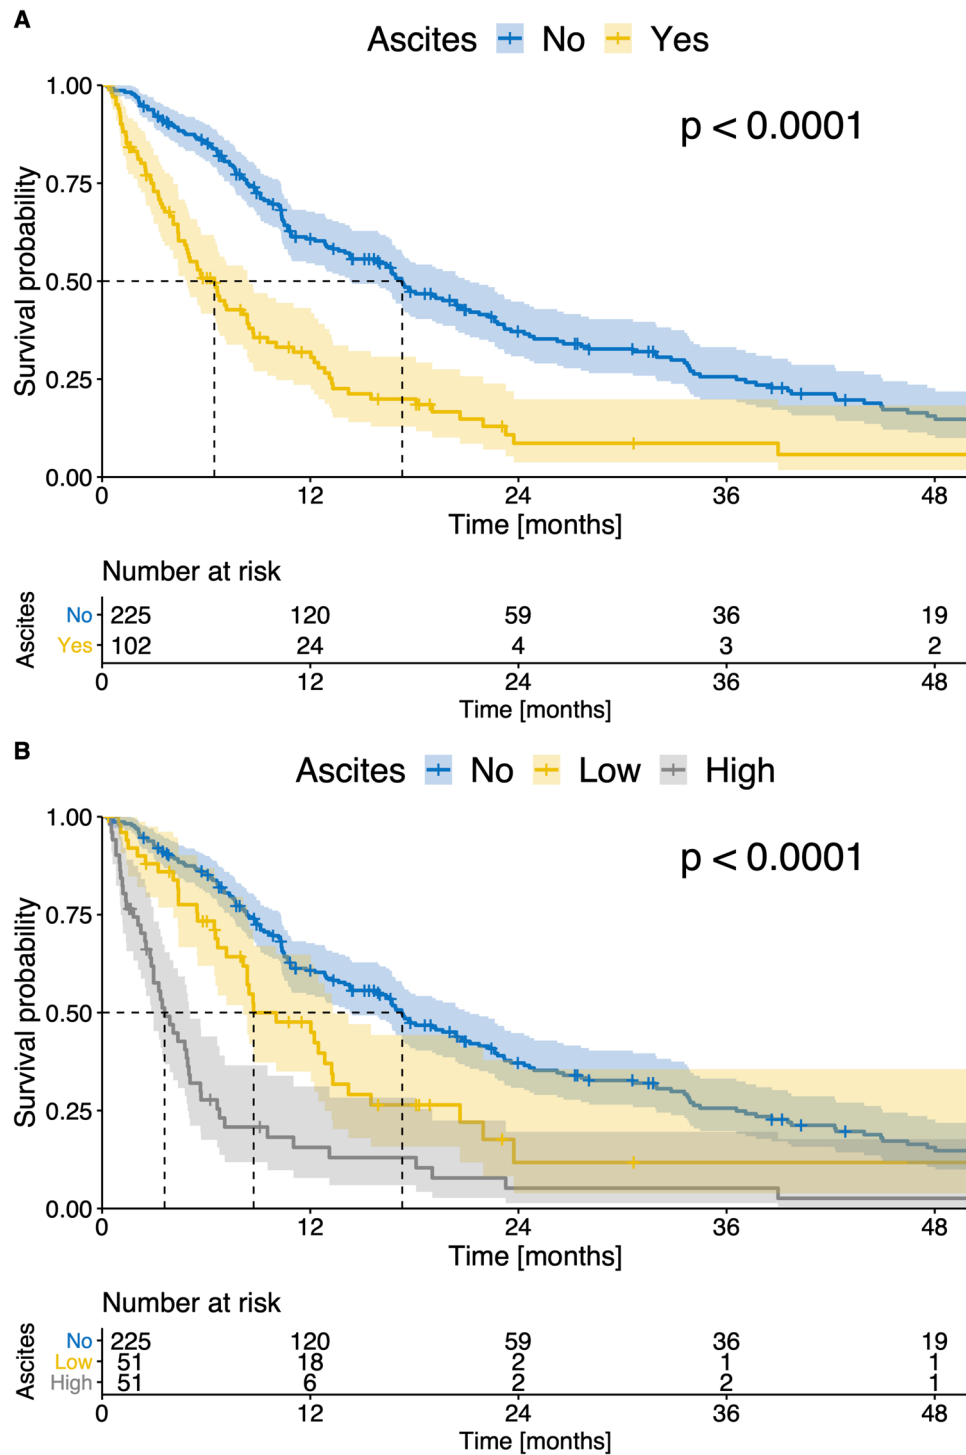 A
Ascites No Yes
p < 0.0001
Survival probability
1.00
0.75
0.50
0.25
0.00
0 12 24 36 48
Time [months]
Number at risk
Ascites
No 225 120 59 36 19
Yes 102 24 4 3 2
0 12 24 36 48
Time [months]
B
Ascites No Low High
p < 0.0001
Survival probability
1.00
0.75
0.50
0.25
0.00
0 12 24 36 48
Time [months]
Number at risk
Ascites
No 225 120 59 36 19
Low 51 18 2 1 1
High 51 6 2 2 1
0 12 24 36 48
Time [months]